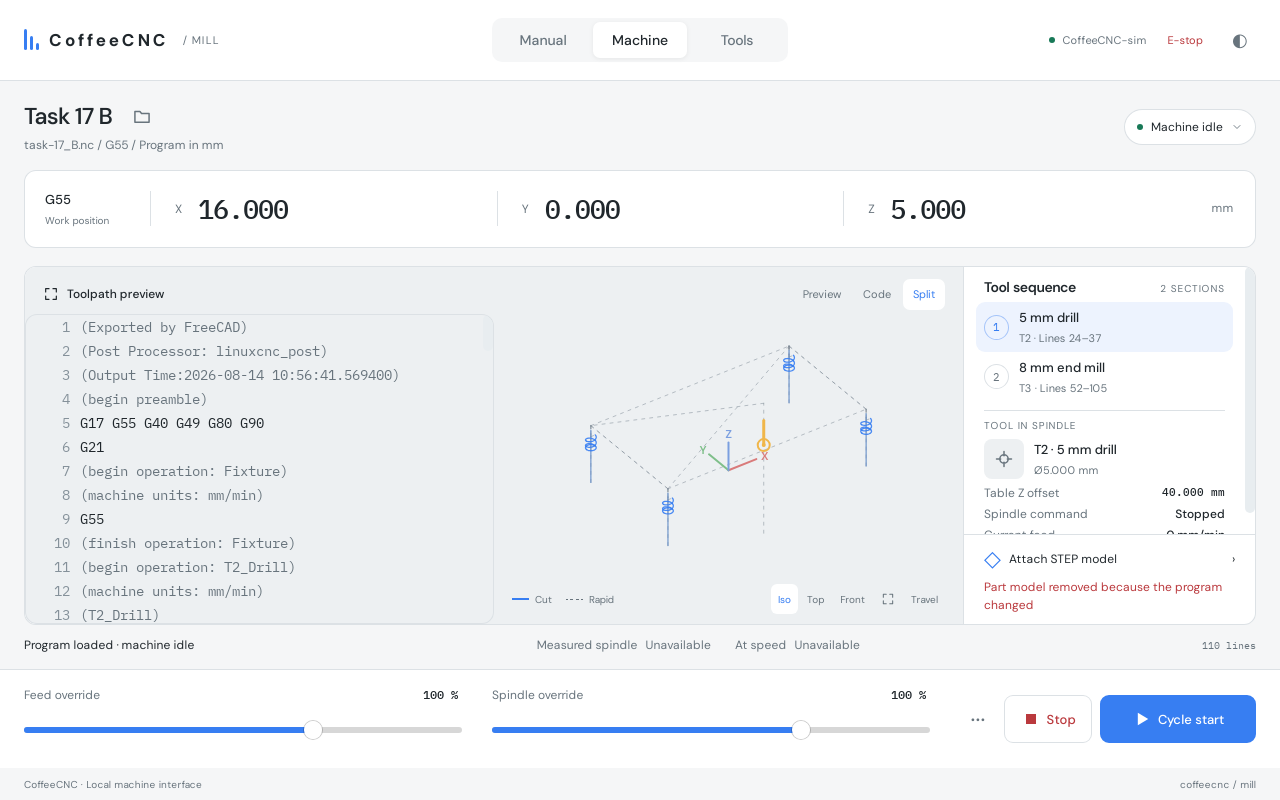 CoffeeCNC / MILL
Manual Machine Tools
CoffeeCNC-sim E-stop
Task 17 B
task-17_B.nc / G55 / Program in mm
Machine idle
G55
Work position
X 16.000
Y 0.000
Z 5.000
mm
Toolpath preview
Preview Code Split
1 (Exported by FreeCAD)
2 (Post Processor: linuxcnc_post)
3 (Output Time:2026-08-14 10:56:41.569400)
4 (begin preamble)
5 G17 G55 G40 G49 G80 G90
6 G21
7 (begin operation: Fixture)
8 (machine units: mm/min)
9 G55
10 (finish operation: Fixture)
11 (begin operation: T2_Drill)
12 (machine units: mm/min)
13 (T2_Drill)
Z
Y
X
Cut Rapid
Iso Top Front Travel
Tool sequence 2 SECTIONS
1 5 mm drill
T2 · Lines 24–37
2 8 mm end mill
T3 · Lines 52–105
TOOL IN SPINDLE
T2 · 5 mm drill
Ø5.000 mm
Table Z offset 40.000 mm
Spindle command Stopped
Current feed 0 mm/min
Attach STEP model ›
Part model removed because the program
changed
Program loaded · machine idle
Measured spindle Unavailable At speed Unavailable
110 lines
Feed override 100 %
Spindle override 100 %
Stop
Cycle start
CoffeeCNC · Local machine interface
coffeecnc / mill